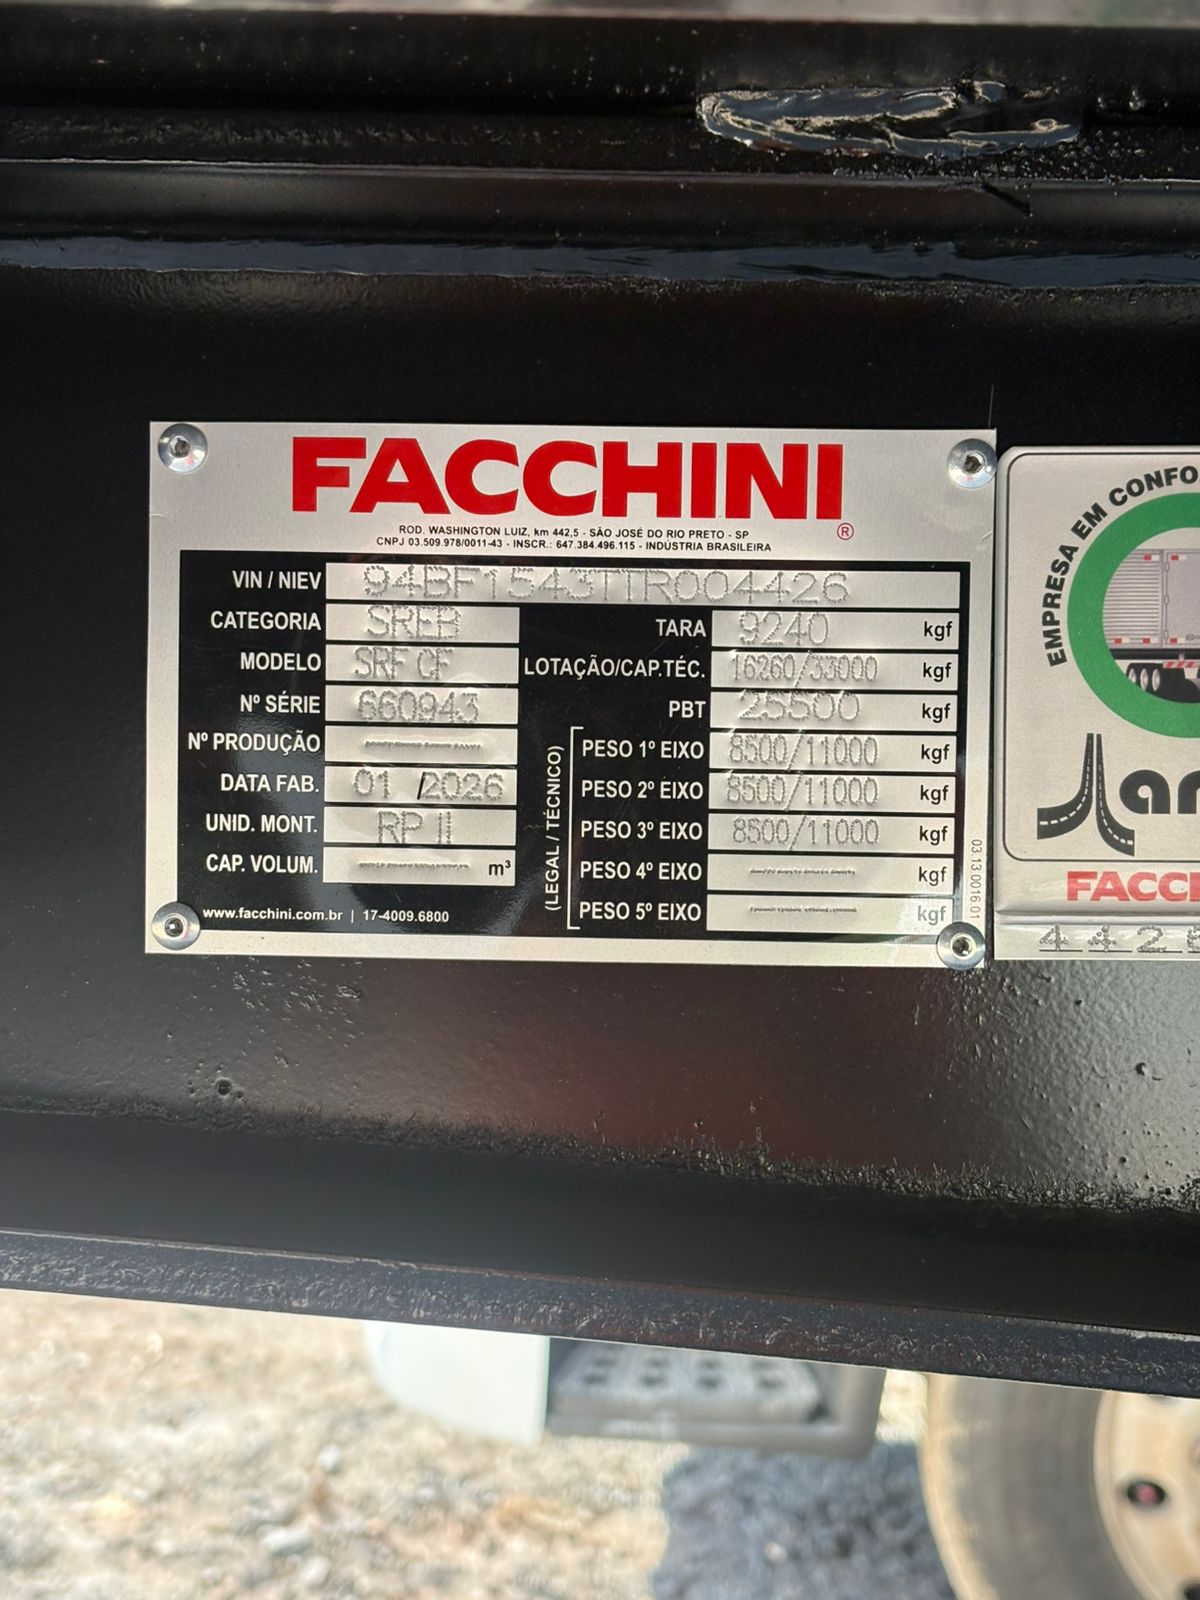 FACCHINI
®
ROD. WASHINGTON LUIZ, km 442,5 - SÃO JOSÉ DO RIO PRETO - SP
CNPJ 03.509.978/0011-43 - INSCR.: 647.384.496.115 - INDÚSTRIA BRASILEIRA
VIN / NIEV 94BF1543TTR004426
CATEGORIA SREB
MODELO SRF CF
Nº SÉRIE 660943
Nº PRODUÇÃO
DATA FAB. 01 /2026
UNID. MONT. RP II
CAP. VOLUM. m³
www.facchini.com.br | 17-4009.6800
TARA 9240 kgf
LOTAÇÃO/CAP.TÉC. 16260/33000 kgf
PBT 25500 kgf
(LEGAL / TÉCNICO)
PESO 1º EIXO 8500/11000 kgf
PESO 2º EIXO 8500/11000 kgf
PESO 3º EIXO 8500/11000 kgf
PESO 4º EIXO kgf
PESO 5º EIXO kgf
03.13.0016.01
EMPRESA EM CONFO
FACC
442